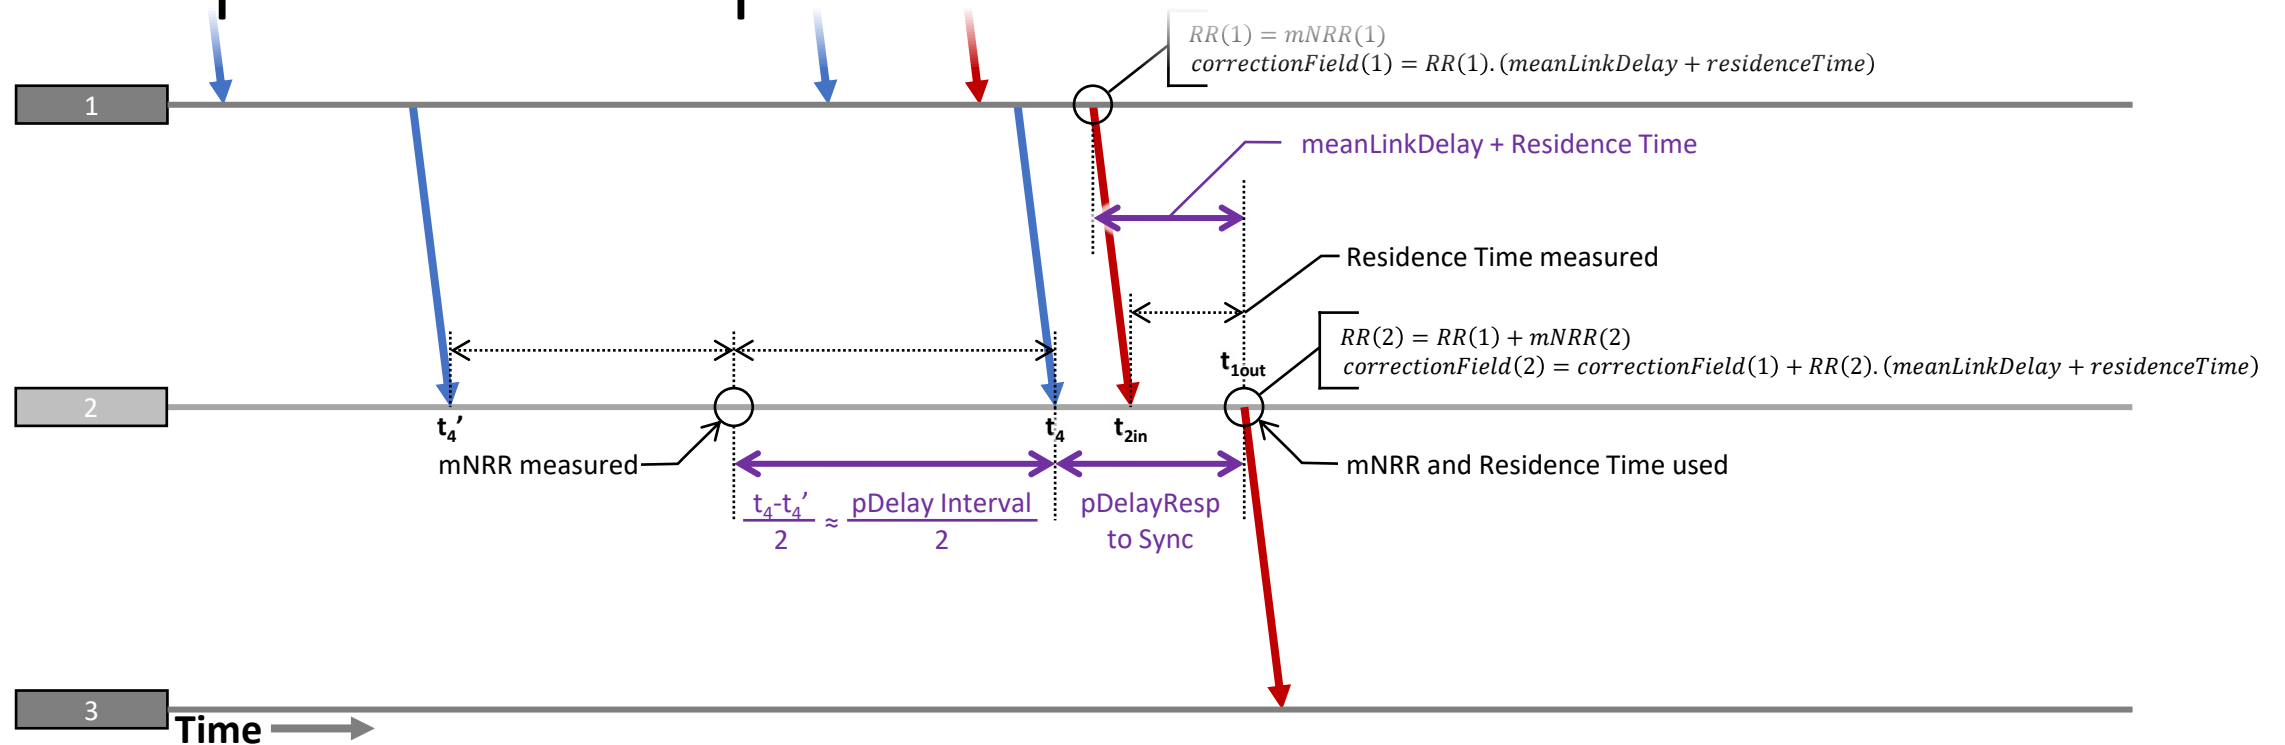 RR(1) = mNRR(1)
correctionField(1) = RR(1).(meanLinkDelay + residenceTime)
1
meanLinkDelay + Residence Time
Residence Time measured
RR(2) = RR(1) + mNRR(2)
correctionField(2) = correctionField(1) + RR(2).(meanLinkDelay + residenceTime)
t1out
2
t4’
t4
t2in
mNRR measured
mNRR and Residence Time used
t4-t4’
2
≈
pDelay Interval
2
pDelayResp
to Sync
3
Time